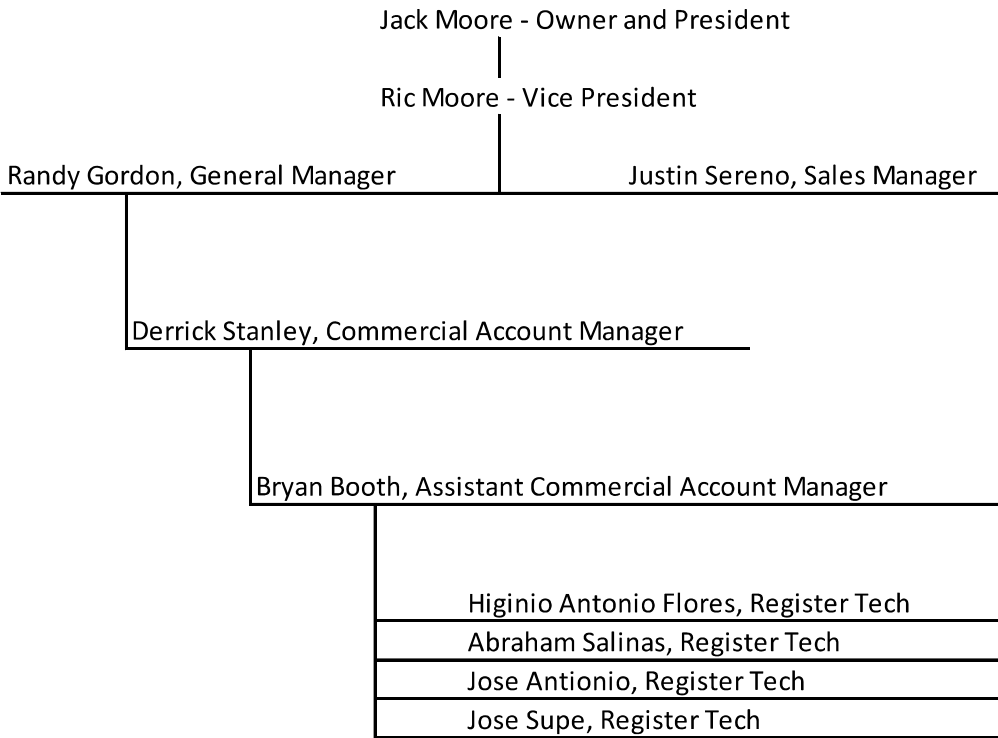 Jack Moore - Owner and President
Ric Moore - Vice President
Randy Gordon, General Manager
Justin Sereno, Sales Manager
Derrick Stanley, Commercial Account Manager
Bryan Booth, Assistant Commercial Account Manager
Higinio Antonio Flores, Register Tech
Abraham Salinas, Register Tech
Jose Antionio, Register Tech
Jose Supe, Register Tech